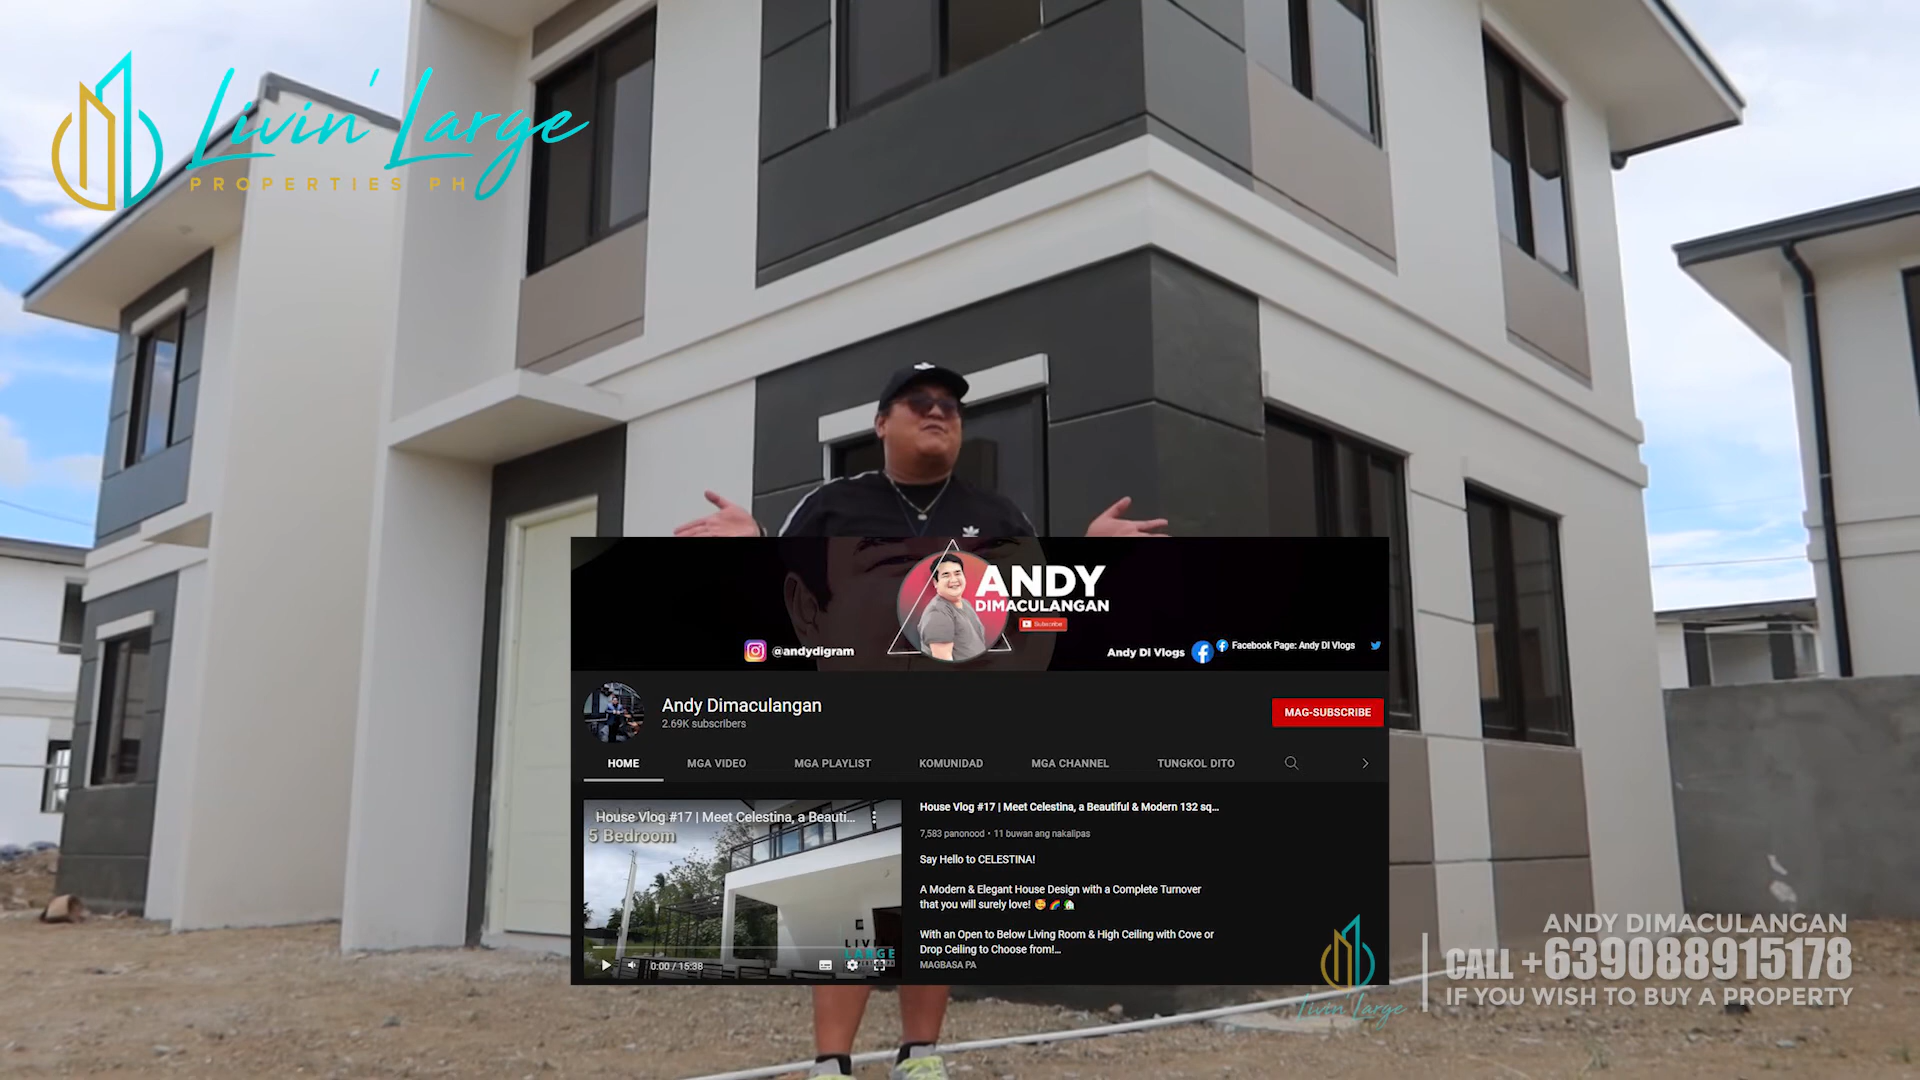 Livin' Large
PROPERTIES PH
ANDY
DIMACULANGAN
Subscribe
@andydigram
Andy Di Vlogs
Facebook Page: Andy Di Vlogs
Andy Dimaculangan
2.69K subscribers
MAG-SUBSCRIBE
HOME
MGA VIDEO
MGA PLAYLIST
KOMUNIDAD
MGA CHANNEL
TUNGKOL DITO
House Vlog #17 | Meet Celestina, a Beauti...
5 Bedroom
0:00 / 15:38
House Vlog #17 | Meet Celestina, a Beautiful & Modern 132 sq...
7,583 panonood • 11 buwan ang nakalipas
Say Hello to CELESTINA!
A Modern & Elegant House Design with a Complete Turnover
that you will surely love! 🥰 🌈 🏡
With an Open to Below Living Room & High Ceiling with Cove or
Drop Ceiling to Choose from!...
MAGBASA PA
Livin' Large
ANDY DIMACULANGAN
CALL +639088915178
IF YOU WISH TO BUY A PROPERTY